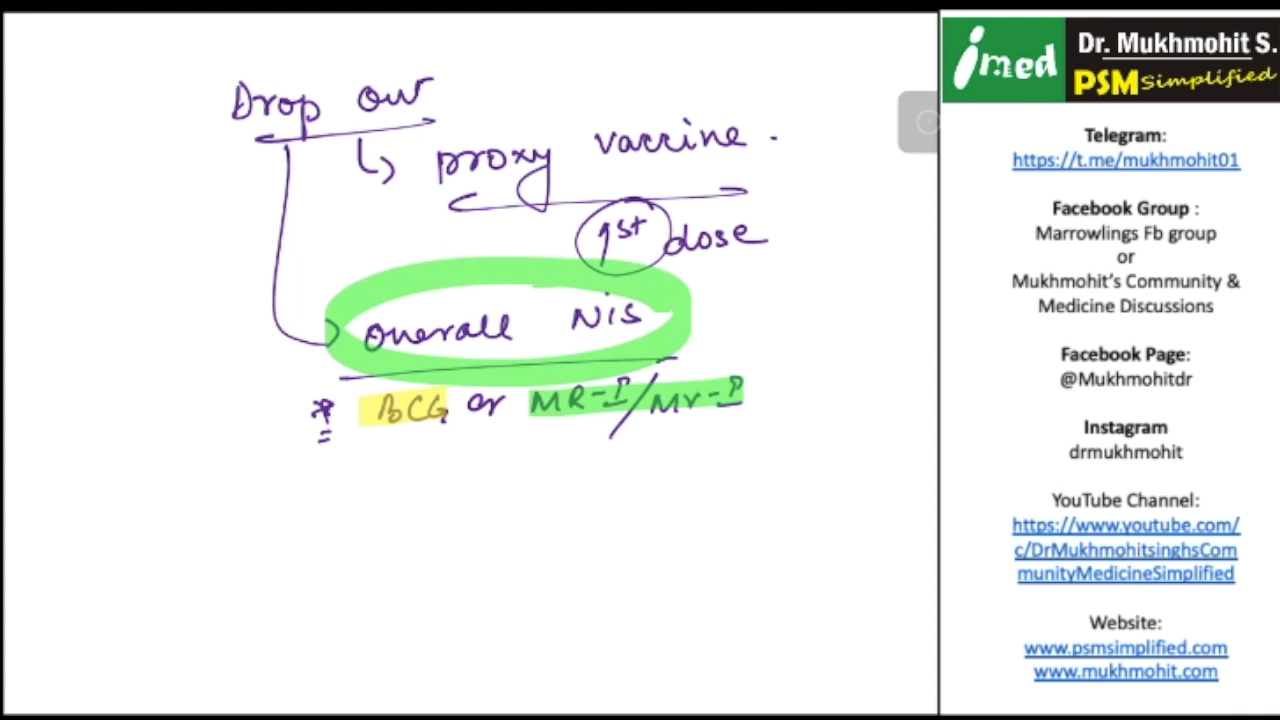 Drop out
↳ proxy vaccine.
1st dose
overall NIS
* BCG or MR-I/MV-I
imed
Dr. Mukhmohit S.
PSM Simplified
Telegram:
https://t.me/mukhmohit01
Facebook Group :
Marrowlings Fb group
or
Mukhmohit's Community &
Medicine Discussions
Facebook Page:
@Mukhmohitdr
Instagram
drmukhmohit
YouTube Channel:
https://www.youtube.com/
c/DrMukhmohitsinghsCom
munityMedicineSimplified
Website:
www.psmsimplified.com
www.mukhmohit.com